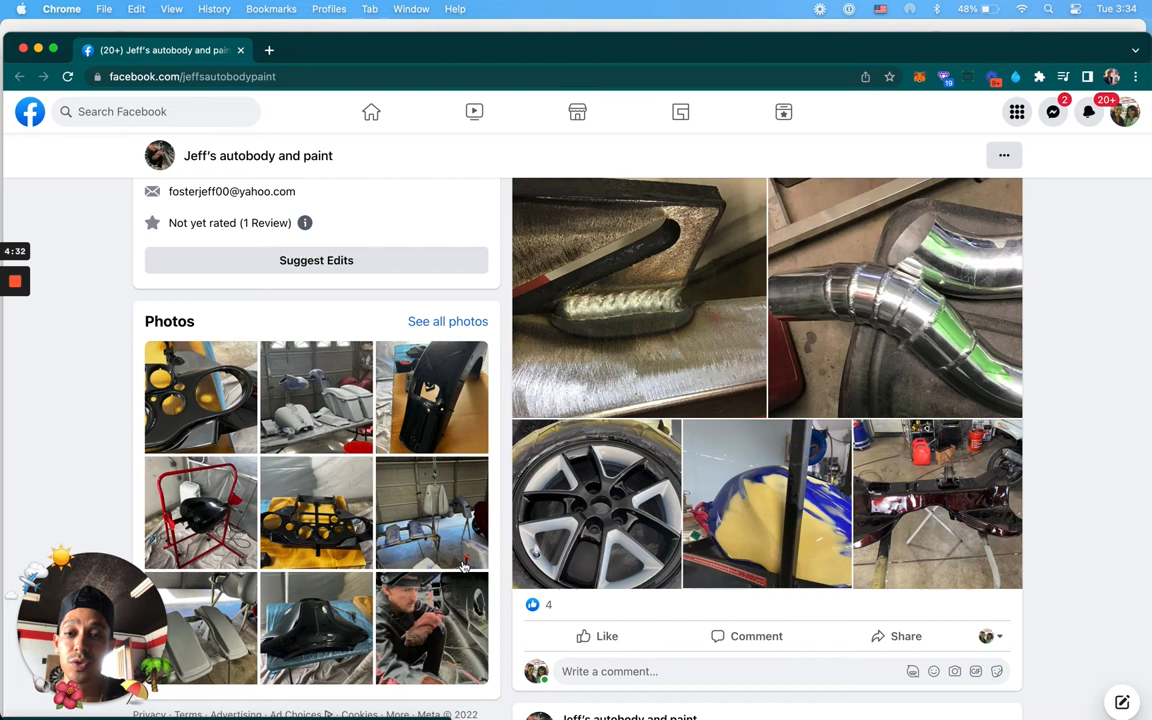 Chrome File Edit View History Bookmarks Profiles Tab Window Help 48% Tue 3:34
(20+) Jeff's autobody and pain
facebook.com/jeffsautobodypaint
19
9+
Search Facebook
2
20+
Jeff's autobody and paint
fosterjeff00@yahoo.com
Not yet rated (1 Review)
4:32
Suggest Edits
Photos See all photos
4
Like Comment Share
Write a comment...
Privacy · Terms · Advertising · Ad Choices · Cookies · More · Meta © 2022
Jeff's autobody and paint